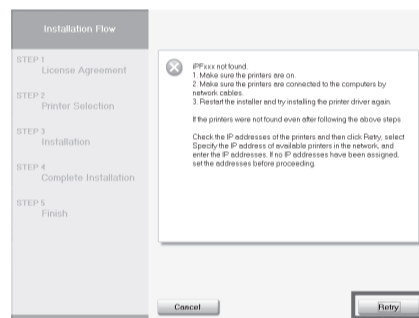 Installation Flow
STEP 1
License Agreement
STEP 2
Printer Selection
STEP 3
Installation
STEP 4
Complete Installation
STEP 5
Finish
iPFxxx not found.
1. Make sure the printers are on.
2. Make sure the printers are connected to the computers by
network cables.
3. Restart the installer and try installing the printer driver again.
If the printers were not found even after following the above steps
Check the IP addresses of the printers and then click Retry, select
Specify the IP address of available printers in the network, and
enter the IP addresses. If no IP addresses have been assigned,
set the addresses before proceeding.
Cancel
Retry